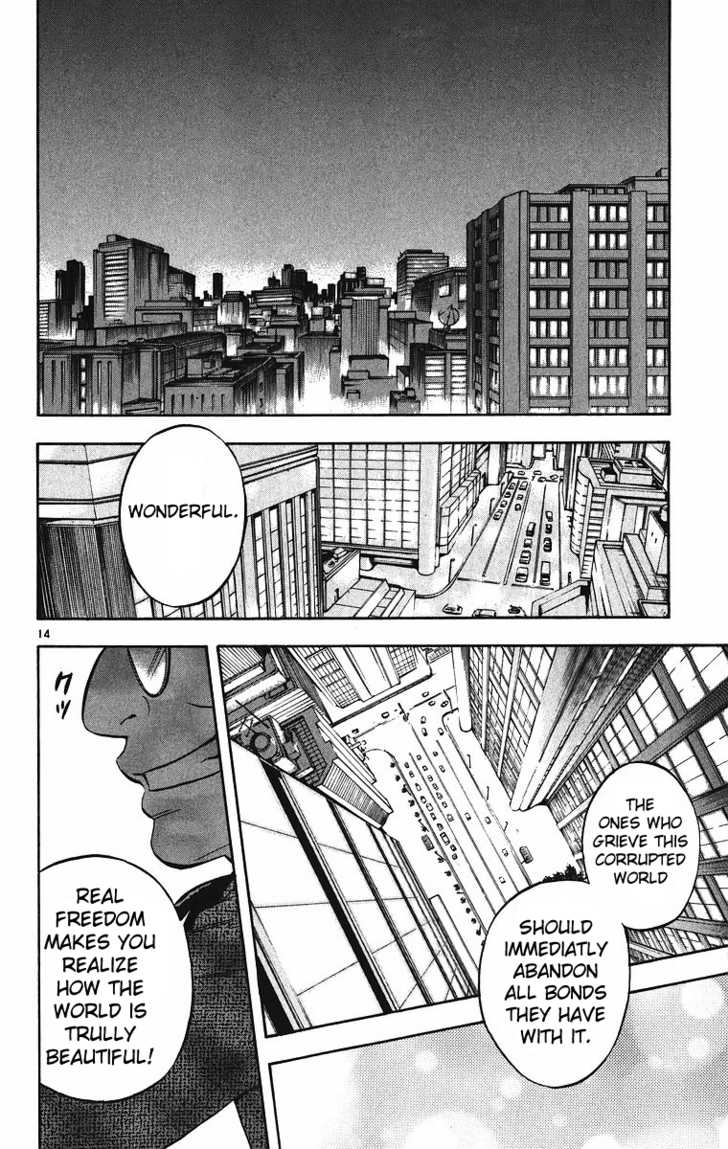 WONDERFUL.
14
THE
ONES WHO
GRIEVE THIS
CORRUPTED
WORLD
SHOULD
IMMEDIATLY
ABANDON
ALL BONDS
THEY HAVE
WITH IT.
クッ
REAL
FREEDOM
MAKES YOU
REALIZE
HOW THE
WORLD IS
TRULLY
BEAUTIFUL!